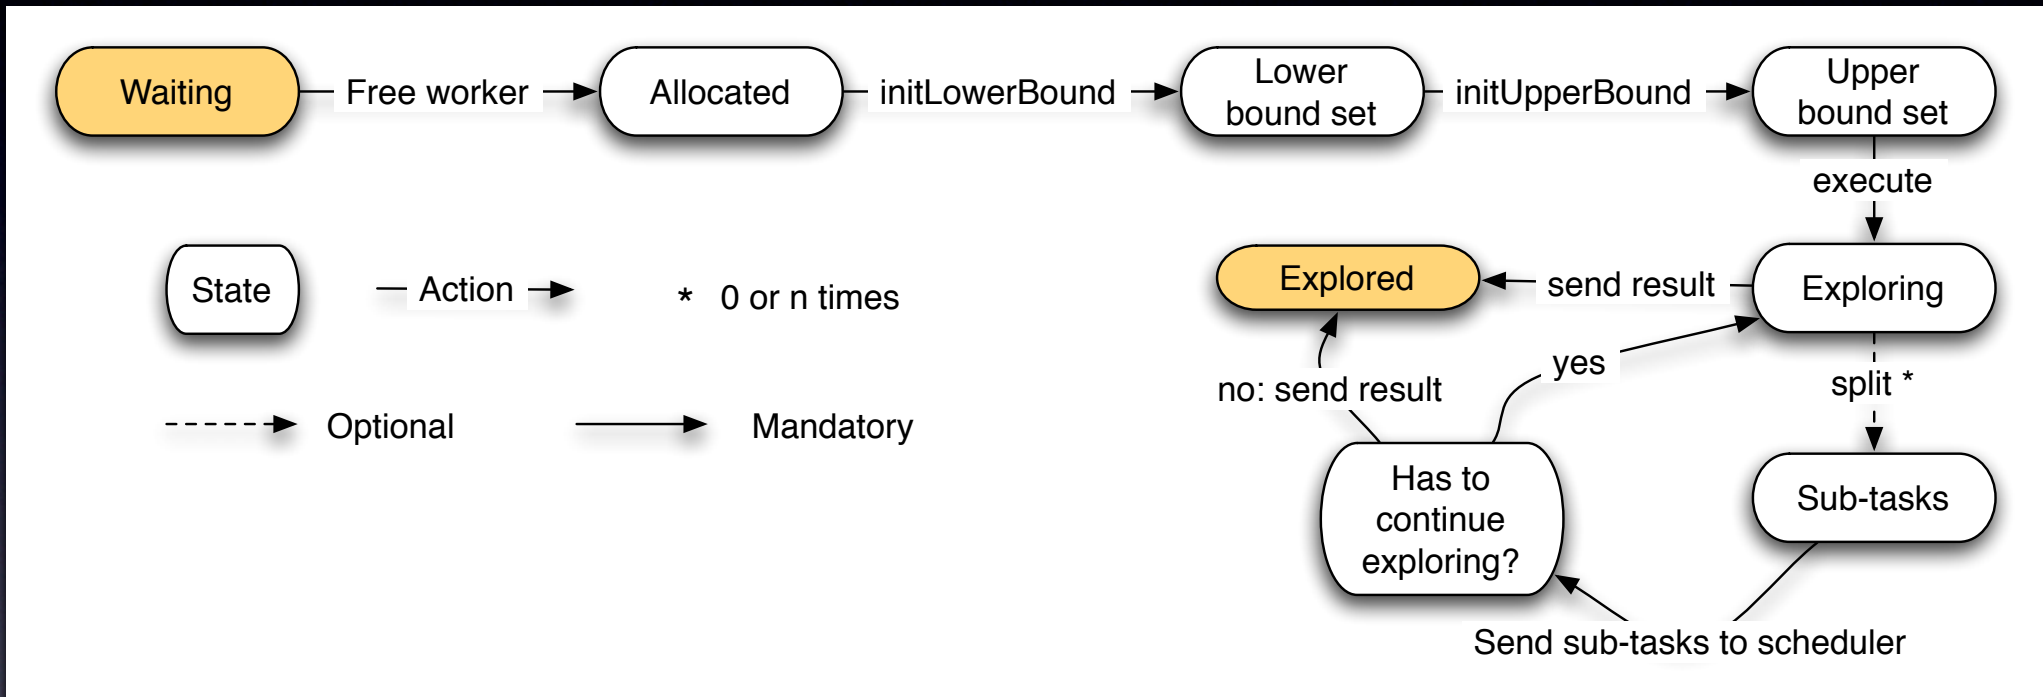 Waiting
Free worker
Allocated
initLowerBound
Lower
bound set
initUpperBound
Upper
bound set
execute
State
Action
* 0 or n times
Explored
send result
Exploring
yes
no: send result
split *
Optional
Mandatory
Has to
continue
exploring?
Sub-tasks
Send sub-tasks to scheduler